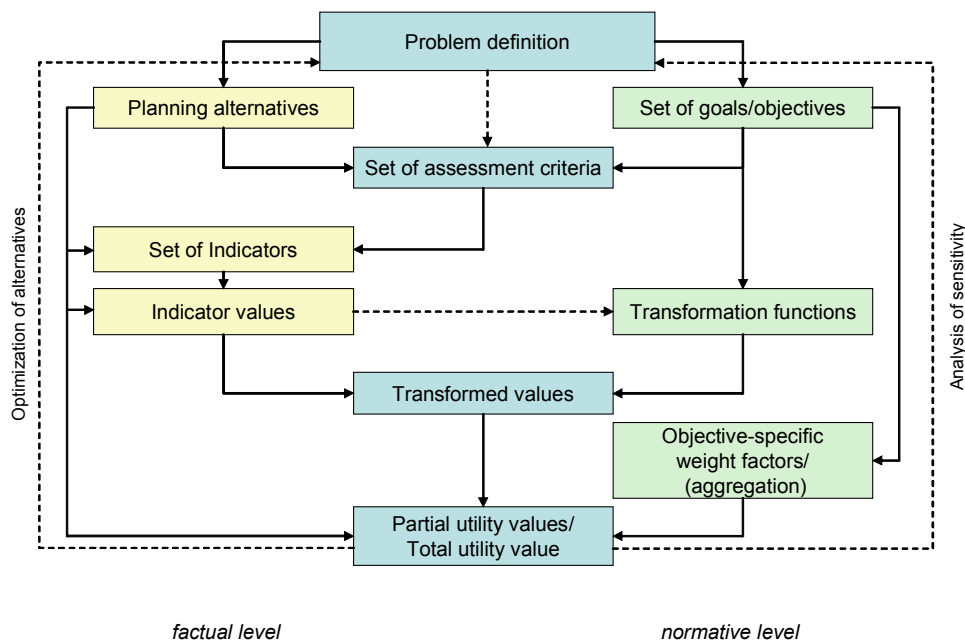 Problem definition
Planning alternatives
Set of goals/objectives
Set of assessment criteria
Set of Indicators
Indicator values
Transformation functions
Transformed values
Objective-specific
weight factors/
(aggregation)
Partial utility values/
Total utility value
Optimization of alternatives
Analysis of sensitivity
factual level
normative level